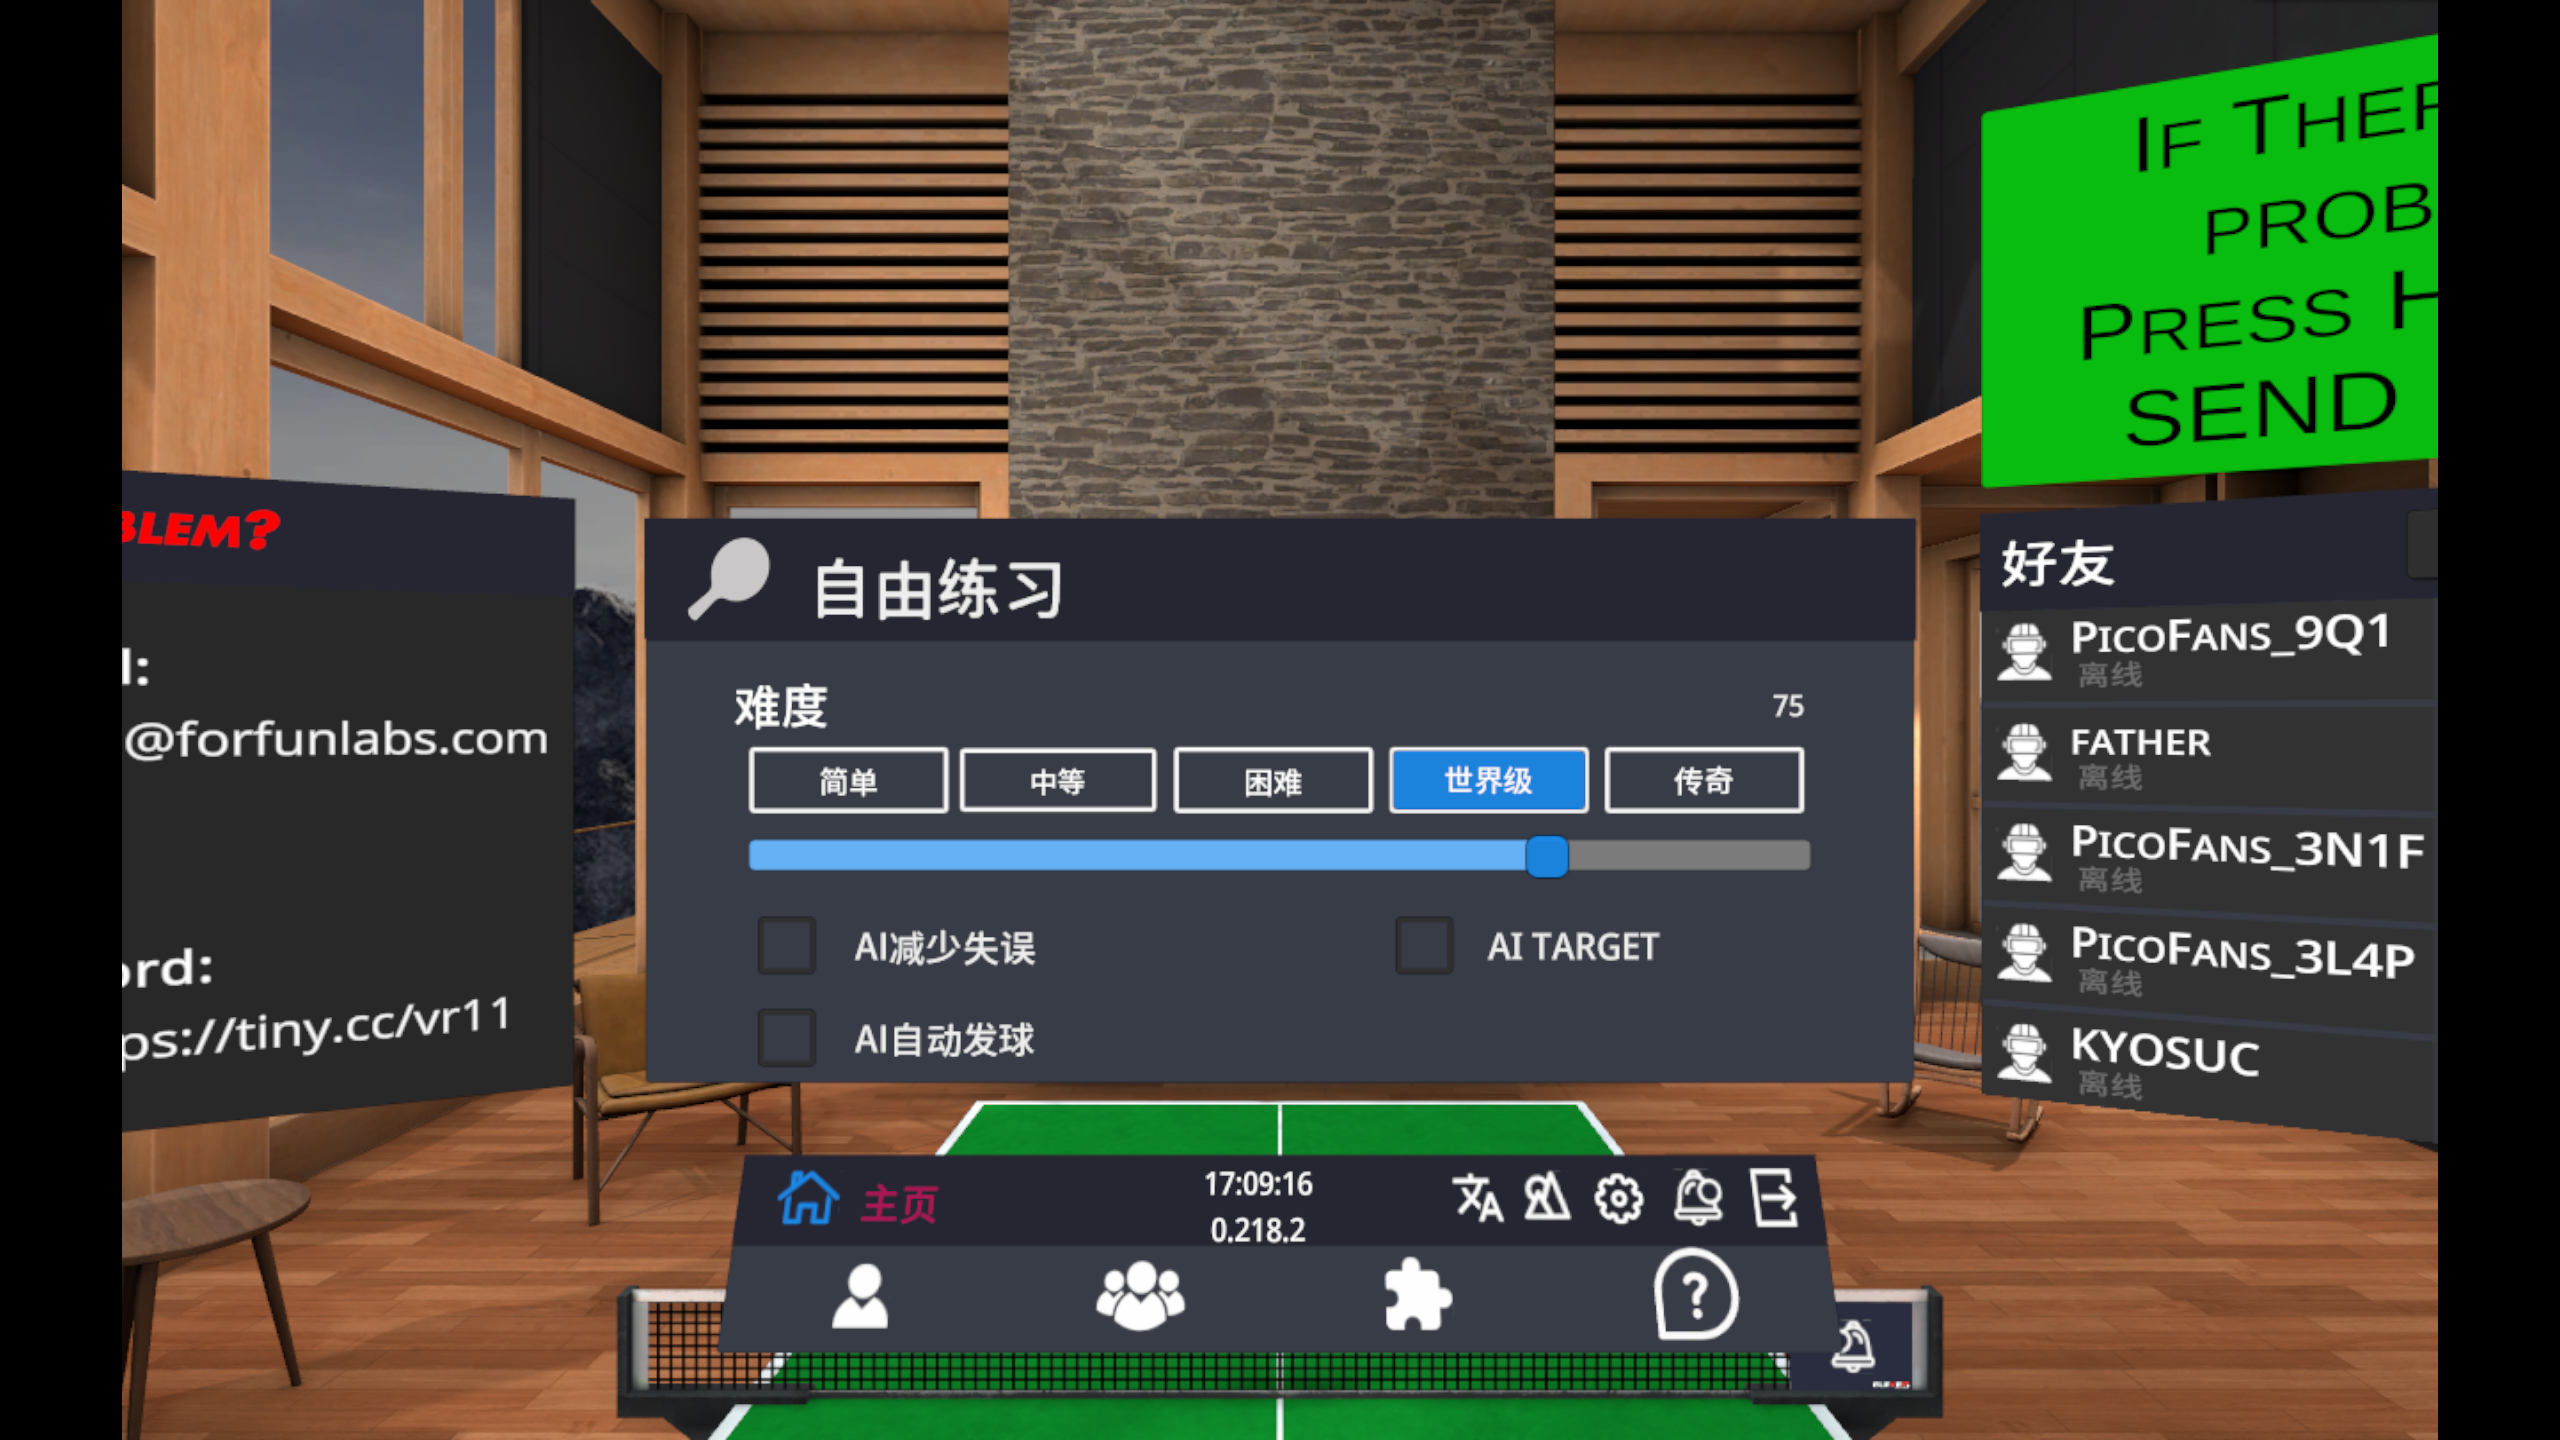 IF THER
PROB
PRESS H
SEND
BLEM?
l:
@forfunlabs.com
ord:
ps://tiny.cc/vr11
自由练习
难度
75
简单
中等
困难
世界级
传奇
AI减少失误
AI TARGET
AI自动发球
好友
PICOFANS_9Q1
离线
FATHER
离线
PICOFANS_3N1F
离线
PICOFANS_3L4P
离线
KYOSUC
离线
主页
17:09:16
0.218.2